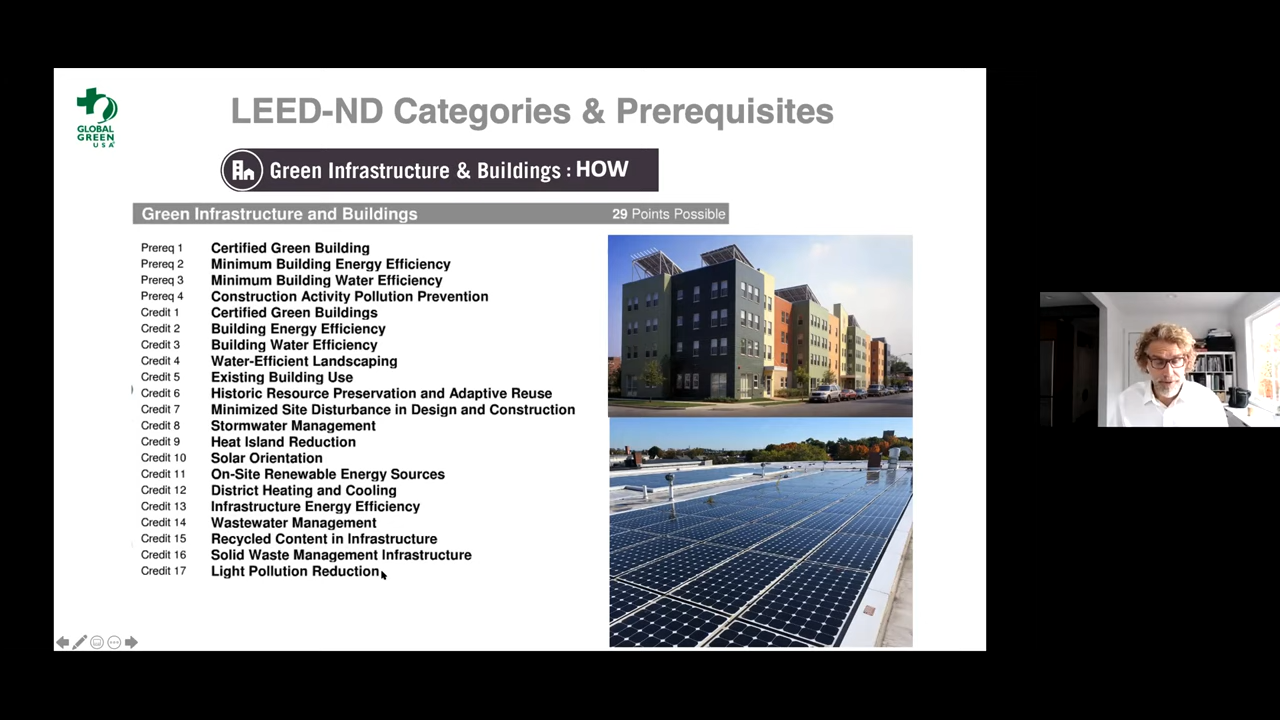 GLOBAL
GREEN
USA
LEED-ND Categories & Prerequisites
Green Infrastructure & Buildings : HOW
Green Infrastructure and Buildings 29 Points Possible
Prereq 1 Certified Green Building
Prereq 2 Minimum Building Energy Efficiency
Prereq 3 Minimum Building Water Efficiency
Prereq 4 Construction Activity Pollution Prevention
Credit 1 Certified Green Buildings
Credit 2 Building Energy Efficiency
Credit 3 Building Water Efficiency
Credit 4 Water-Efficient Landscaping
Credit 5 Existing Building Use
Credit 6 Historic Resource Preservation and Adaptive Reuse
Credit 7 Minimized Site Disturbance in Design and Construction
Credit 8 Stormwater Management
Credit 9 Heat Island Reduction
Credit 10 Solar Orientation
Credit 11 On-Site Renewable Energy Sources
Credit 12 District Heating and Cooling
Credit 13 Infrastructure Energy Efficiency
Credit 14 Wastewater Management
Credit 15 Recycled Content in Infrastructure
Credit 16 Solid Waste Management Infrastructure
Credit 17 Light Pollution Reduction